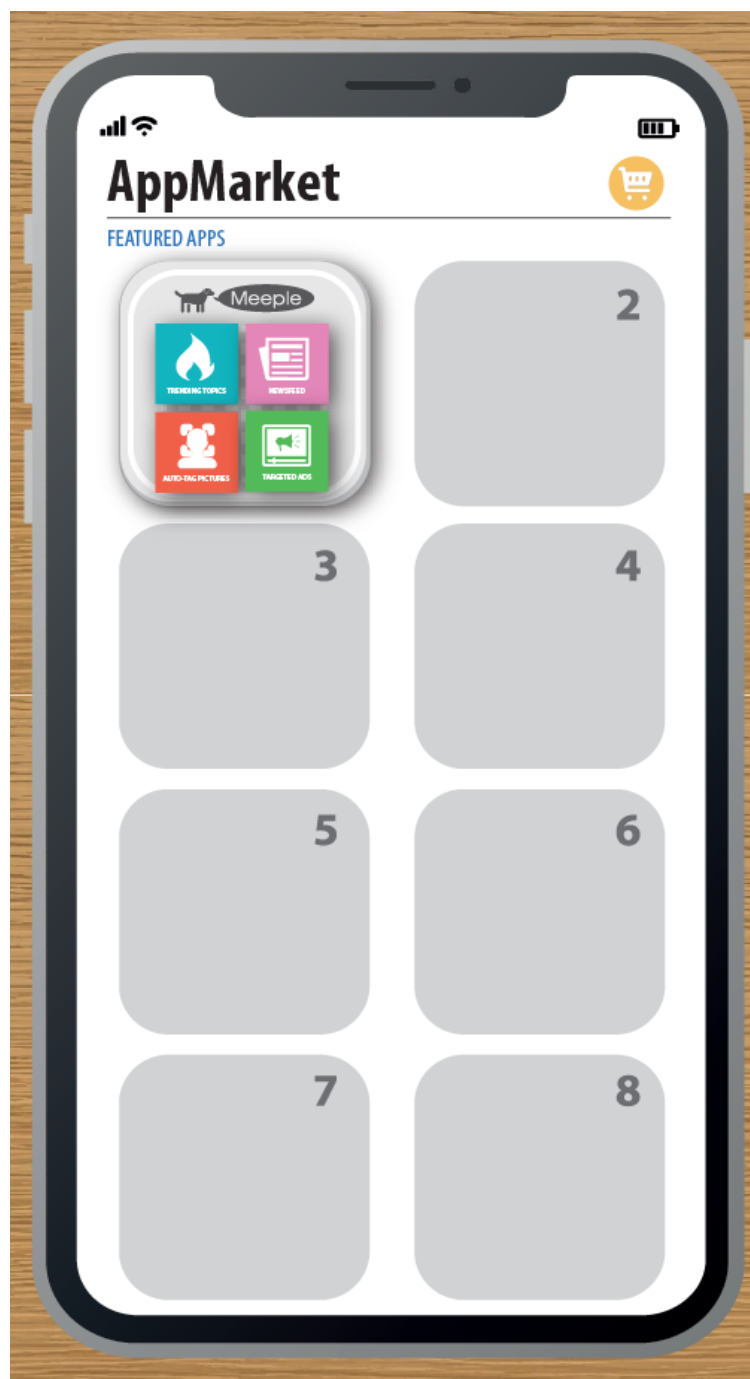 AppMarket
FEATURED APPS
Meeple
TRENDING TOPICS
NEWSFEED
AUTO-TAG PICTURES
TARGETED ADS
2
3
4
5
6
7
8